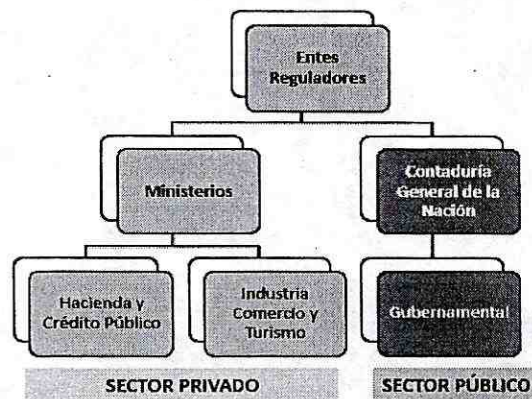 Entes
Reguladores
Ministerios
Contaduría
General de la
Nación
Hacienda y
Crédito Público
Industria
Comercio y
Turismo
Gubernamental
SECTOR PRIVADO
SECTOR PÚBLICO